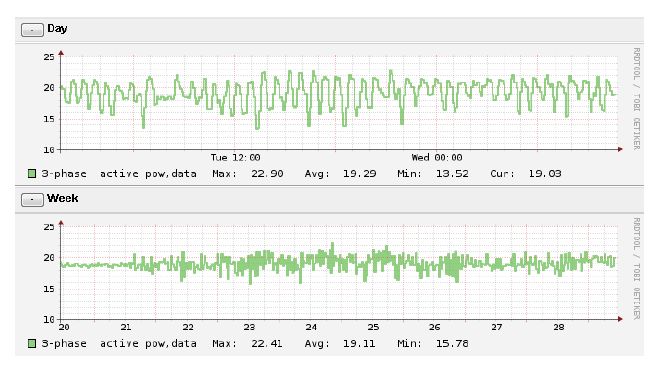 - Day
25
20
15
10
Tue 12:00 Wed 00:00
3-phase active pow,data Max: 22.90 Avg: 19.29 Min: 13.52 Cur: 19.03
RRDTOOL / TOBI OETIKER
- Week
25
20
15
10
20 21 22 23 24 25 26 27 28
3-phase active pow,data Max: 22.41 Avg: 19.11 Min: 15.78
RRDTOOL / TOBI OETIKER